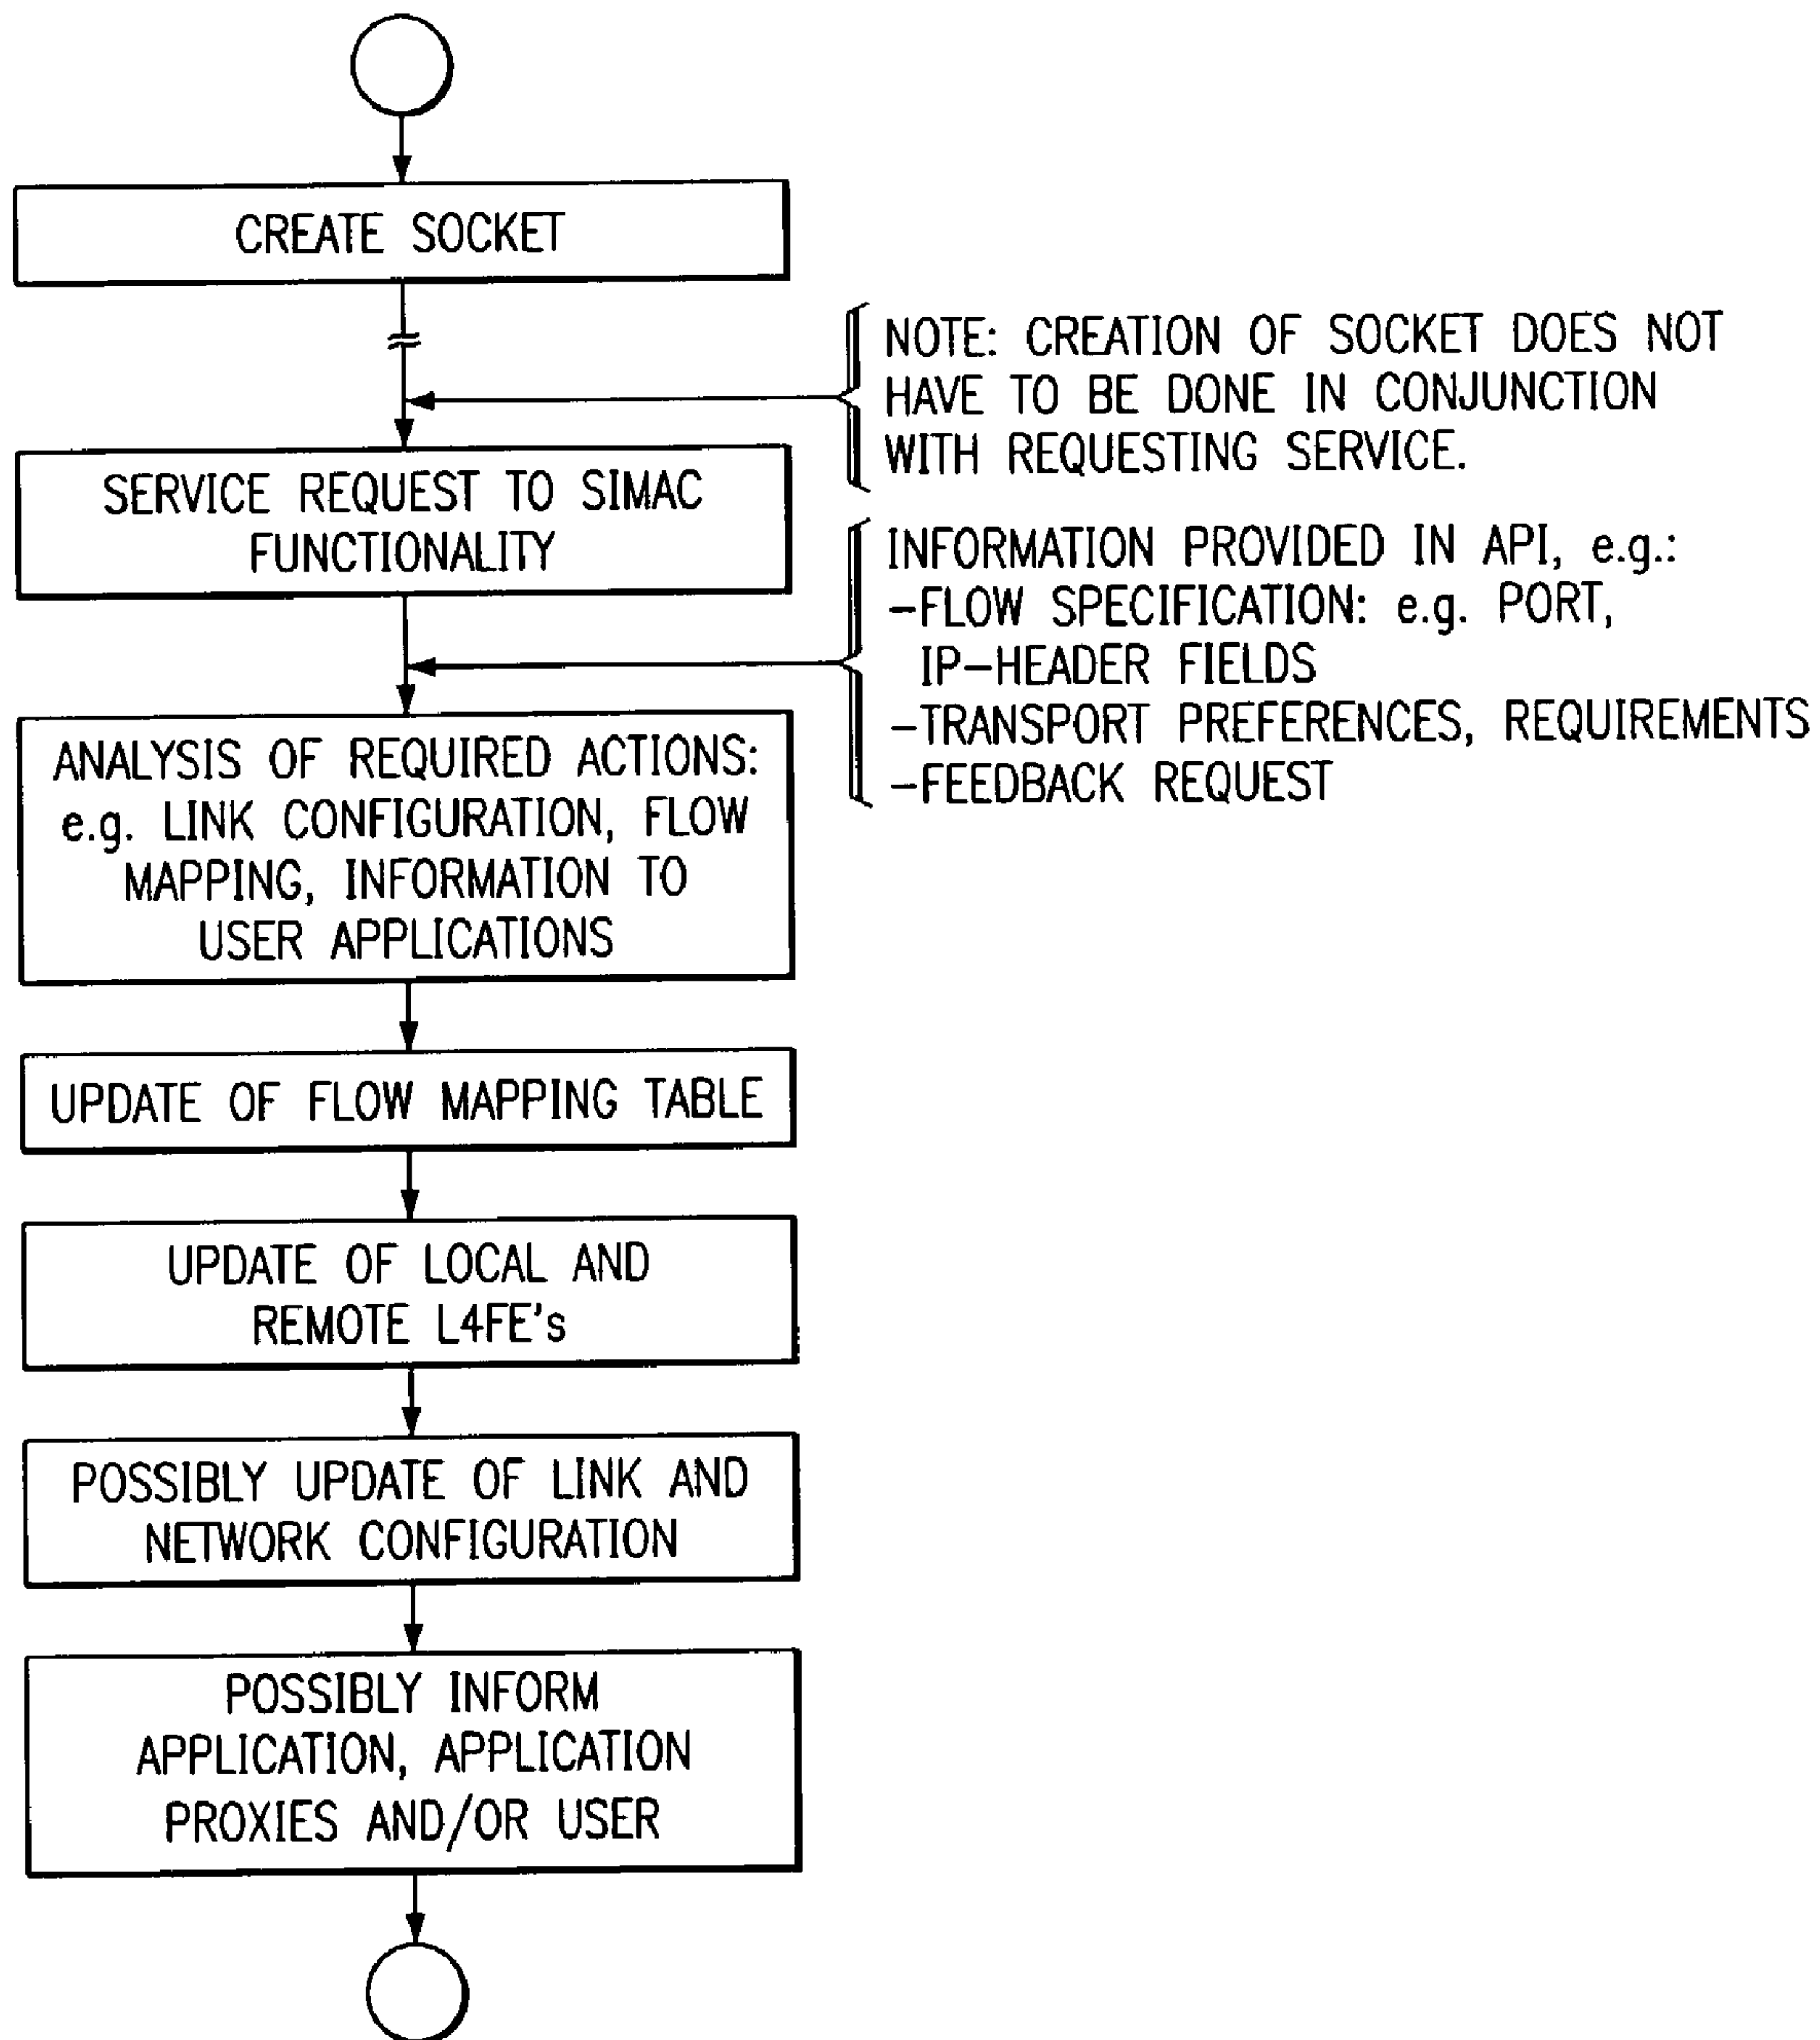 CREATE SOCKET
NOTE: CREATION OF SOCKET DOES NOT
HAVE TO BE DONE IN CONJUNCTION
WITH REQUESTING SERVICE.
SERVICE REQUEST TO SIMAC
FUNCTIONALITY
INFORMATION PROVIDED IN API, e.g.:
-FLOW SPECIFICATION: e.g. PORT,
IP-HEADER FIELDS
-TRANSPORT PREFERENCES, REQUIREMENTS
-FEEDBACK REQUEST
ANALYSIS OF REQUIRED ACTIONS:
e.g. LINK CONFIGURATION, FLOW
MAPPING, INFORMATION TO
USER APPLICATIONS
UPDATE OF FLOW MAPPING TABLE
UPDATE OF LOCAL AND
REMOTE L4FE's
POSSIBLY UPDATE OF LINK AND
NETWORK CONFIGURATION
POSSIBLY INFORM
APPLICATION, APPLICATION
PROXIES AND/OR USER